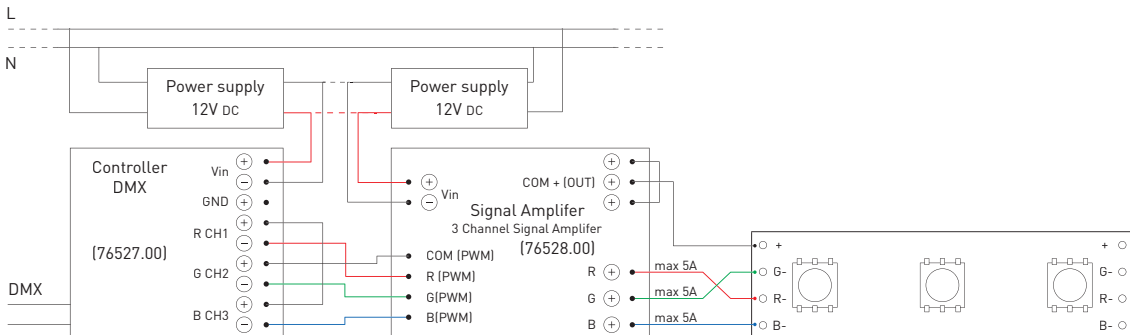 L
N
Power supply
12V DC
Power supply
12V DC
Controller
DMX
(76527.00)
Vin
+
−
GND
+
R CH1
+
−
G CH2
+
−
B CH3
+
−
DMX
+
−
Vin
COM + (OUT)
+
+
+
Signal Amplifer
3 Channel Signal Amplifer
(76528.00)
COM (PWM)
R (PWM)
G(PWM)
B(PWM)
R +
G +
B +
max 5A
max 5A
max 5A
+
G-
R-
B-
+
G-
R-
B-